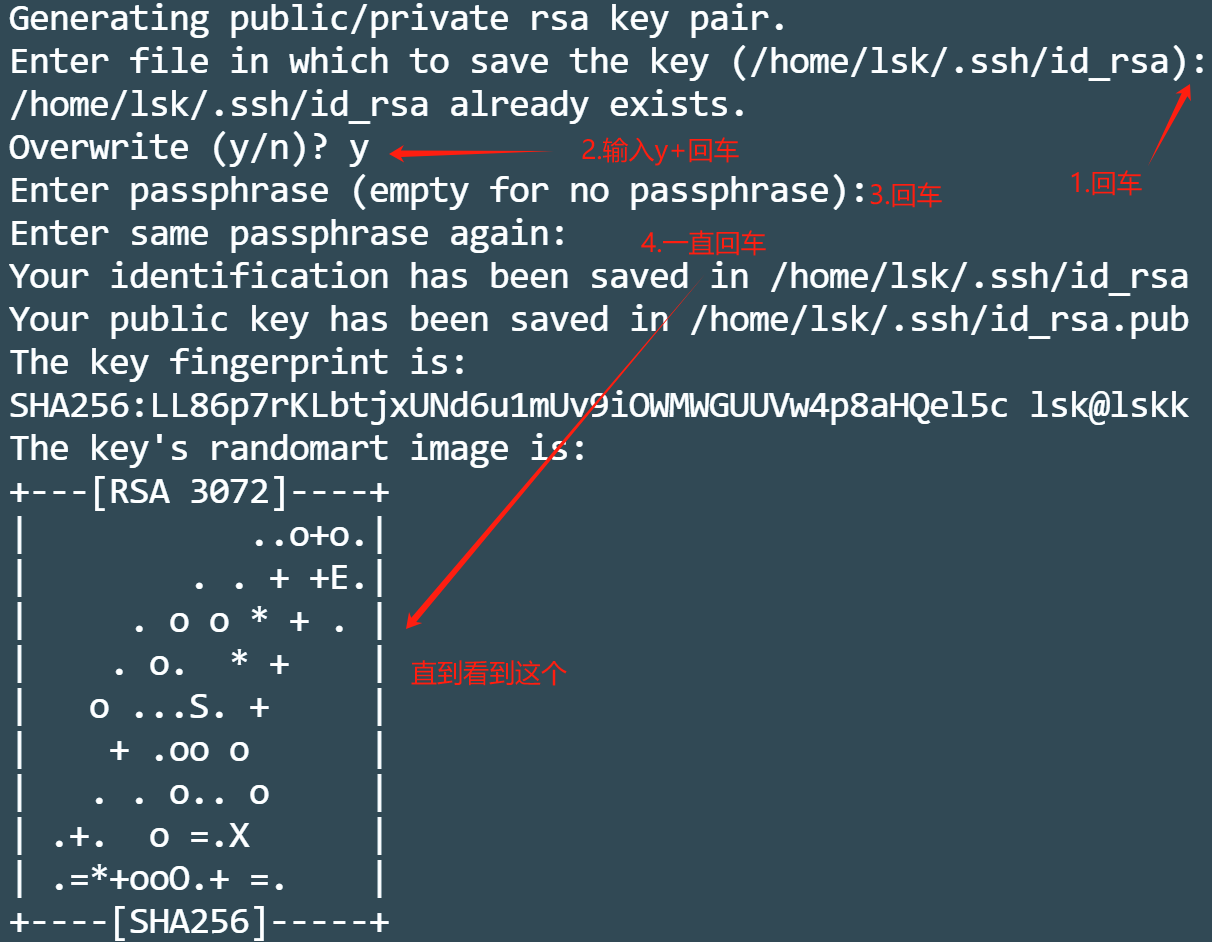 Generating public/private rsa key pair.
Enter file in which to save the key (/home/lsk/.ssh/id_rsa):
/home/lsk/.ssh/id_rsa already exists.
Overwrite (y/n)? y
2.输入y+回车
1.回车
Enter passphrase (empty for no passphrase):
3.回车
Enter same passphrase again:
4.一直回车
Your identification has been saved in /home/lsk/.ssh/id_rsa
Your public key has been saved in /home/lsk/.ssh/id_rsa.pub
The key fingerprint is:
SHA256:LL86p7rKLbtjxUNd6u1mUv9iOWMWGUUVw4p8aHQel5c lsk@lskk
The key's randomart image is:
+---[RSA 3072]----+
|            ..o+o.|
|         . . + +E.|
|      . o o * + . |
|     . o.  * +    |
|    o ...S. +     |
|     + .oo o      |
|    . . o.. o     |
|  .+.  o =.X      |
|  .=*+ooO.+ =.    |
+----[SHA256]-----+
直到看到这个